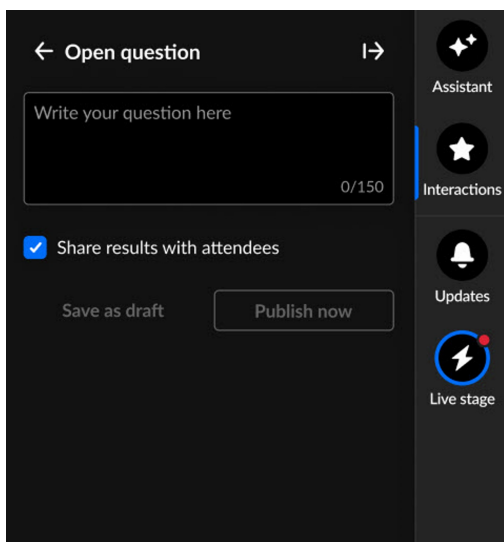 Open question
Write your question here
0/150
Share results with attendees
Save as draft
Publish now
Assistant
Interactions
Updates
Live stage